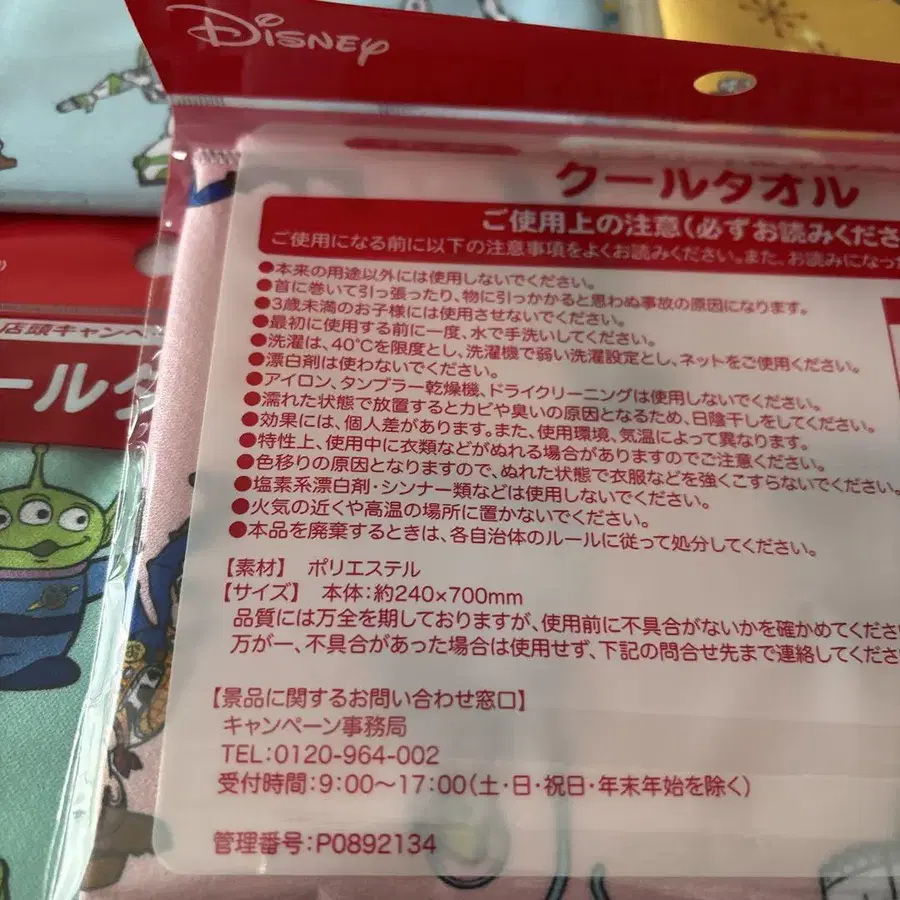 Disney
クールタオル
ご使用上の注意(必ずお読みくださ
ご使用になる前に以下の注意事項をよくお読みください。また、お読みになった
●本来の用途以外には使用しないでください。
●首に巻いて引っ張ったり、物に引っかかると思わぬ事故の原因になります。
●3歳未満のお子様には使用させないでください。
●最初に使用する前に一度、水で手洗いしてください。
●洗濯は、40℃を限度とし、洗濯機で弱い洗濯設定とし、ネットをご使用ください。
●漂白剤は使わないでください。
●アイロン、タンブラー乾燥機、ドライクリーニングは使用しないでください。
●濡れた状態で放置するとカビや臭いの原因となるため、日陰干しをしてください。
●効果には、個人差があります。また、使用環境、気温によって異なります。
●特性上、使用中に衣類などがぬれる場合がありますのでご注意ください。
●色移りの原因となりますので、ぬれた状態で衣服などを強くこすらないでください。
●塩素系漂白剤・シンナー類などは使用しないでください。
●火気の近くや高温の場所に置かないでください。
●本品を廃棄するときは、各自治体のルールに従って処分してください。
【素材】 ポリエステル
【サイズ】 本体:約240×700mm
品質には万全を期しておりますが、使用前に不具合がないかを確かめてくださ
万が一、不具合があった場合は使用せず、下記の問合せ先まで連絡してくださ
【景品に関するお問い合わせ窓口】
キャンペーン事務局
TEL:0120-964-002
受付時間:9:00〜17:00(土・日・祝日・年末年始を除く)
管理番号:P0892134
店頭キャンペ
ールタ